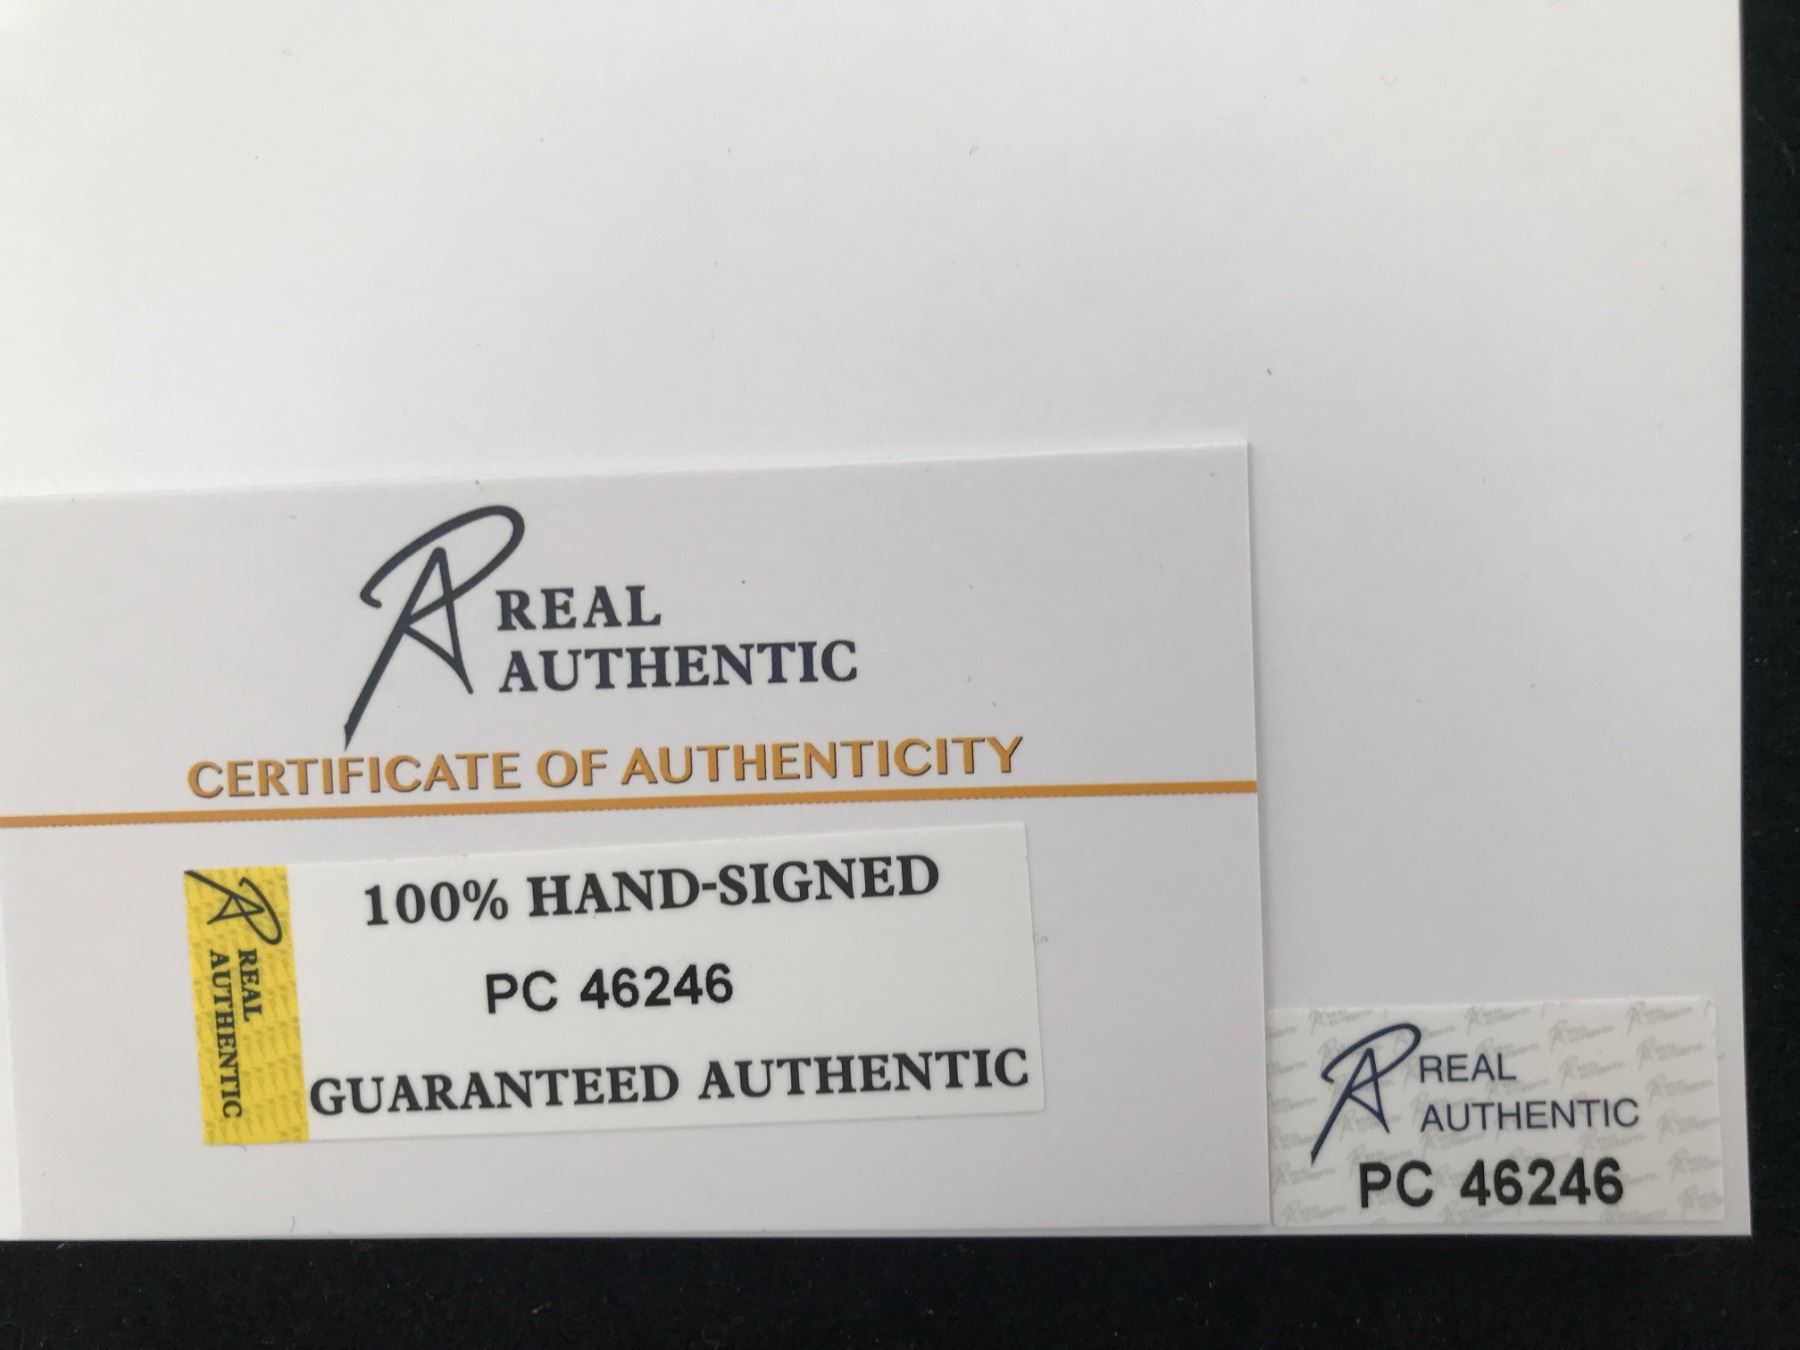 REAL
AUTHENTIC
CERTIFICATE OF AUTHENTICITY
REAL
AUTHENTIC
100% HAND-SIGNED
PC 46246
GUARANTEED AUTHENTIC
REAL
AUTHENTIC
PC 46246